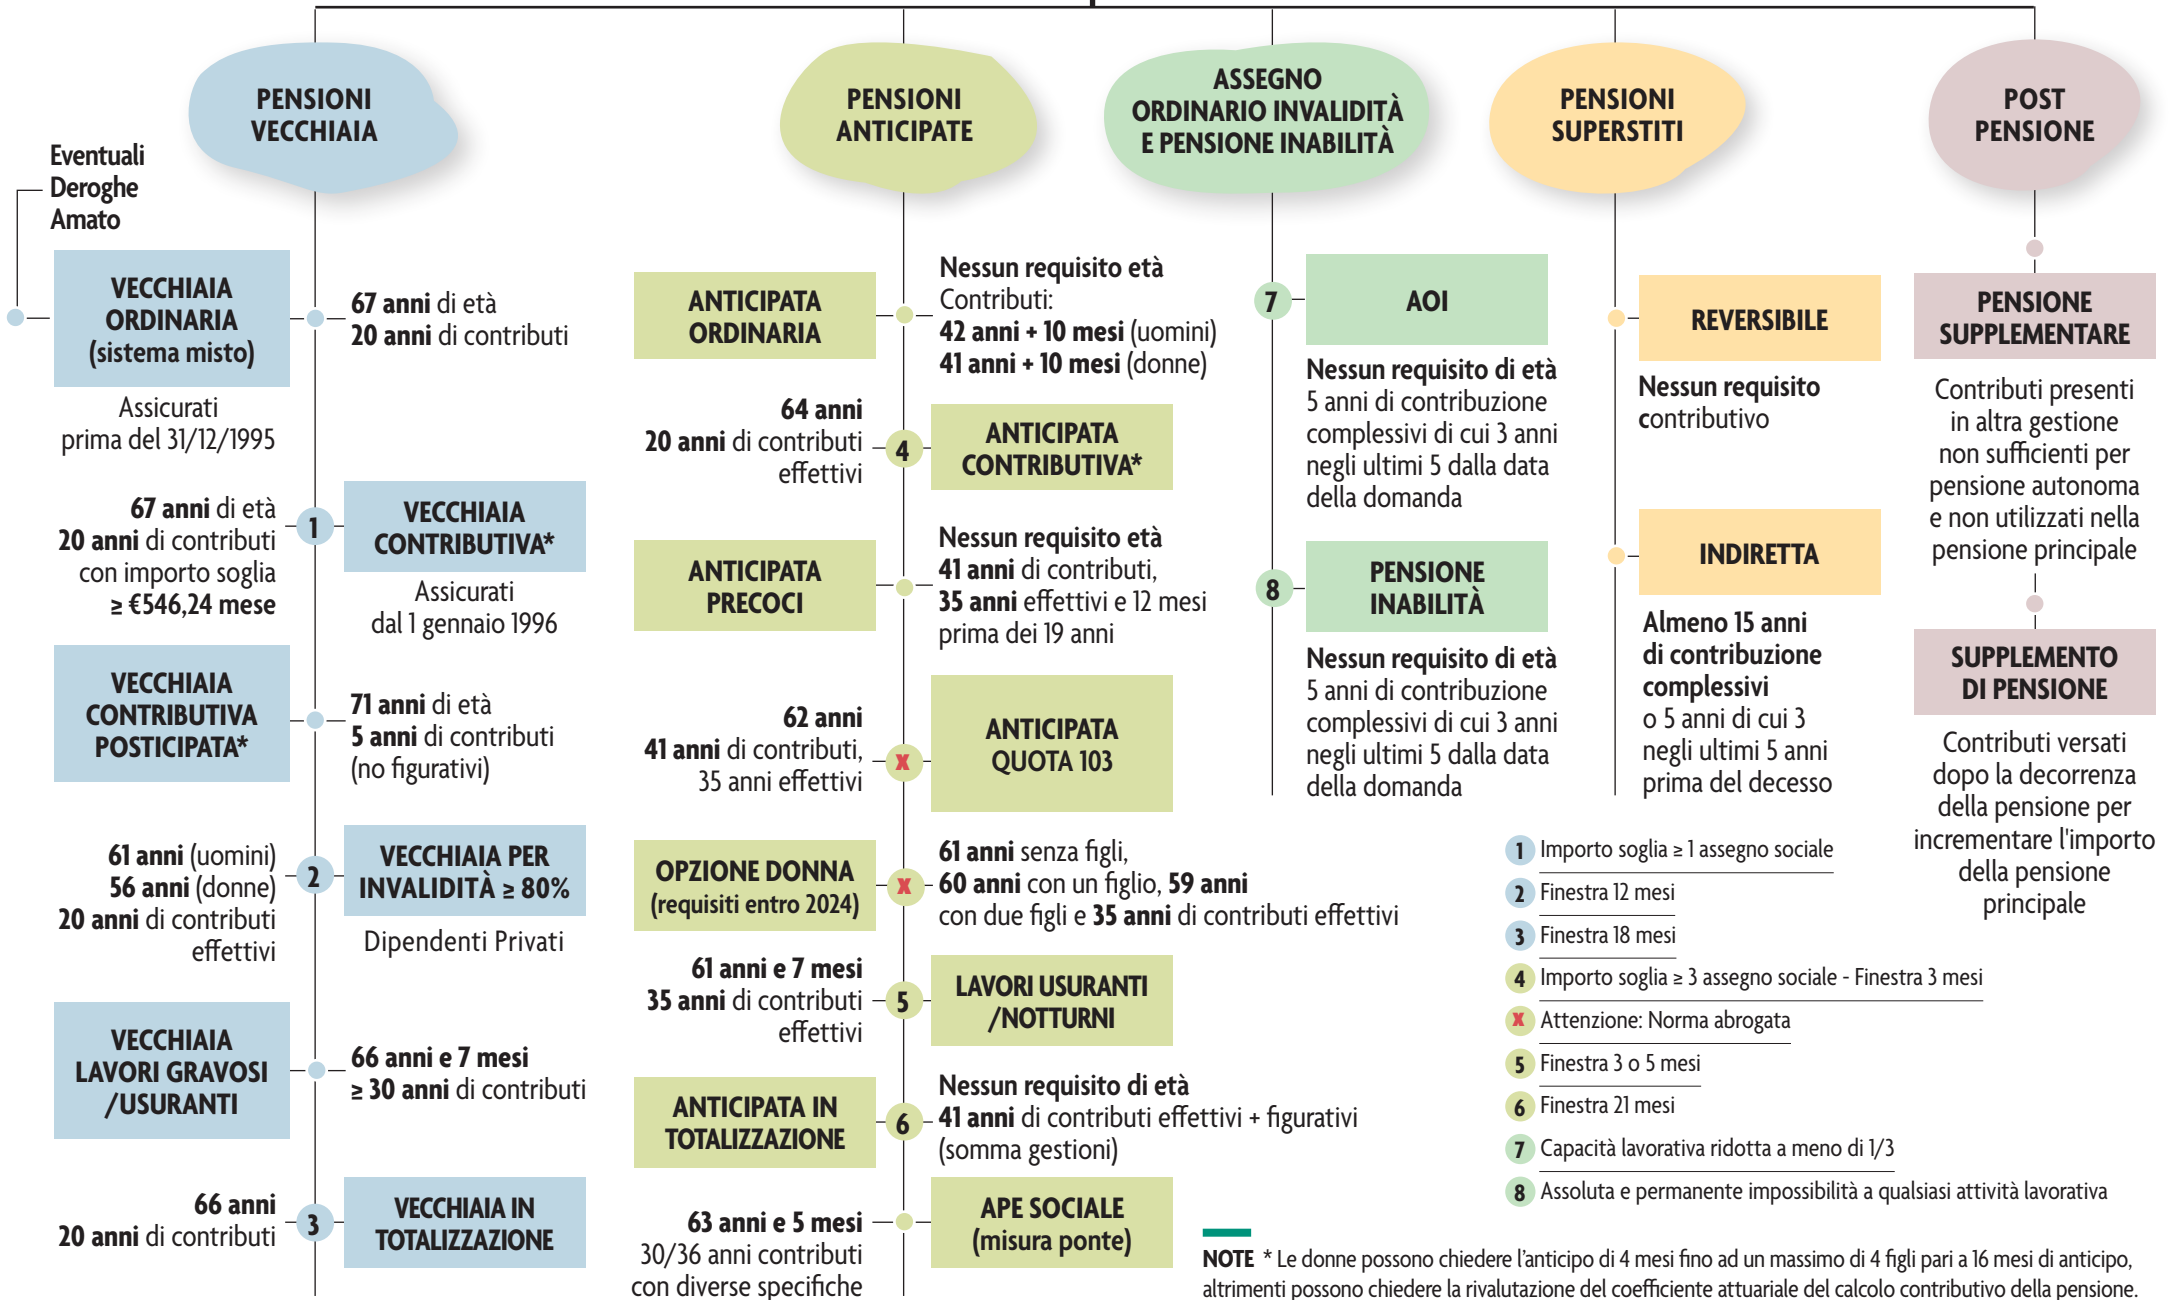 PENSIONI
VECCHIAIA
Eventuali
Deroghe
Amato
VECCHIAIA
ORDINARIA
(sistema misto)
67 anni di età
20 anni di contributi
Assicurati
prima del 31/12/1995
67 anni di età
20 anni di contributi
con importo soglia
≥ €546,24 mese
1
VECCHIAIA
CONTRIBUTIVA*
Assicurati
dal 1 gennaio 1996
VECCHIAIA
CONTRIBUTIVA
POSTICIPATA*
71 anni di età
5 anni di contributi
(no figurativi)
61 anni (uomini)
56 anni (donne)
20 anni di contributi
effettivi
2
VECCHIAIA PER
INVALIDITÀ ≥ 80%
Dipendenti Privati
VECCHIAIA
LAVORI GRAVOSI
/USURANTI
66 anni e 7 mesi
≥ 30 anni di contributi
66 anni
20 anni di contributi
3
VECCHIAIA IN
TOTALIZZAZIONE
PENSIONI
ANTICIPATE
ANTICIPATA
ORDINARIA
Nessun requisito età
Contributi:
42 anni + 10 mesi (uomini)
41 anni + 10 mesi (donne)
64 anni
20 anni di contributi
effettivi
4
ANTICIPATA
CONTRIBUTIVA*
ANTICIPATA
PRECOCI
Nessun requisito età
41 anni di contributi,
35 anni effettivi e 12 mesi
prima dei 19 anni
62 anni
41 anni di contributi,
35 anni effettivi
X
ANTICIPATA
QUOTA 103
OPZIONE DONNA
(requisiti entro 2024)
X
61 anni senza figli,
60 anni con un figlio, 59 anni
con due figli e 35 anni di contributi effettivi
61 anni e 7 mesi
35 anni di contributi
effettivi
5
LAVORI USURANTI
/NOTTURNI
ANTICIPATA IN
TOTALIZZAZIONE
6
Nessun requisito di età
41 anni di contributi effettivi + figurativi
(somma gestioni)
63 anni e 5 mesi
30/36 anni contributi
con diverse specifiche
APE SOCIALE
(misura ponte)
ASSEGNO
ORDINARIO INVALIDITÀ
E PENSIONE INABILITÀ
7
AOI
Nessun requisito di età
5 anni di contribuzione
complessivi di cui 3 anni
negli ultimi 5 dalla data
della domanda
8
PENSIONE
INABILITÀ
Nessun requisito di età
5 anni di contribuzione
complessivi di cui 3 anni
negli ultimi 5 dalla data
della domanda
PENSIONI
SUPERSTITI
REVERSIBILE
Nessun requisito
contributivo
INDIRETTA
Almeno 15 anni
di contribuzione
complessivi
o 5 anni di cui 3
negli ultimi 5 anni
prima del decesso
POST
PENSIONE
PENSIONE
SUPPLEMENTARE
Contributi presenti
in altra gestione
non sufficienti per
pensione autonoma
e non utilizzati nella
pensione principale
SUPPLEMENTO
DI PENSIONE
Contributi versati
dopo la decorrenza
della pensione per
incrementare l'importo
della pensione
principale
1 Importo soglia ≥ 1 assegno sociale
2 Finestra 12 mesi
3 Finestra 18 mesi
4 Importo soglia ≥ 3 assegno sociale - Finestra 3 mesi
X Attenzione: Norma abrogata
5 Finestra 3 o 5 mesi
6 Finestra 21 mesi
7 Capacità lavorativa ridotta a meno di 1/3
8 Assoluta e permanente impossibilità a qualsiasi attività lavorativa
NOTE * Le donne possono chiedere l’anticipo di 4 mesi fino ad un massimo di 4 figli pari a 16 mesi di anticipo,
altrimenti possono chiedere la rivalutazione del coefficiente attuariale del calcolo contributivo della pensione.